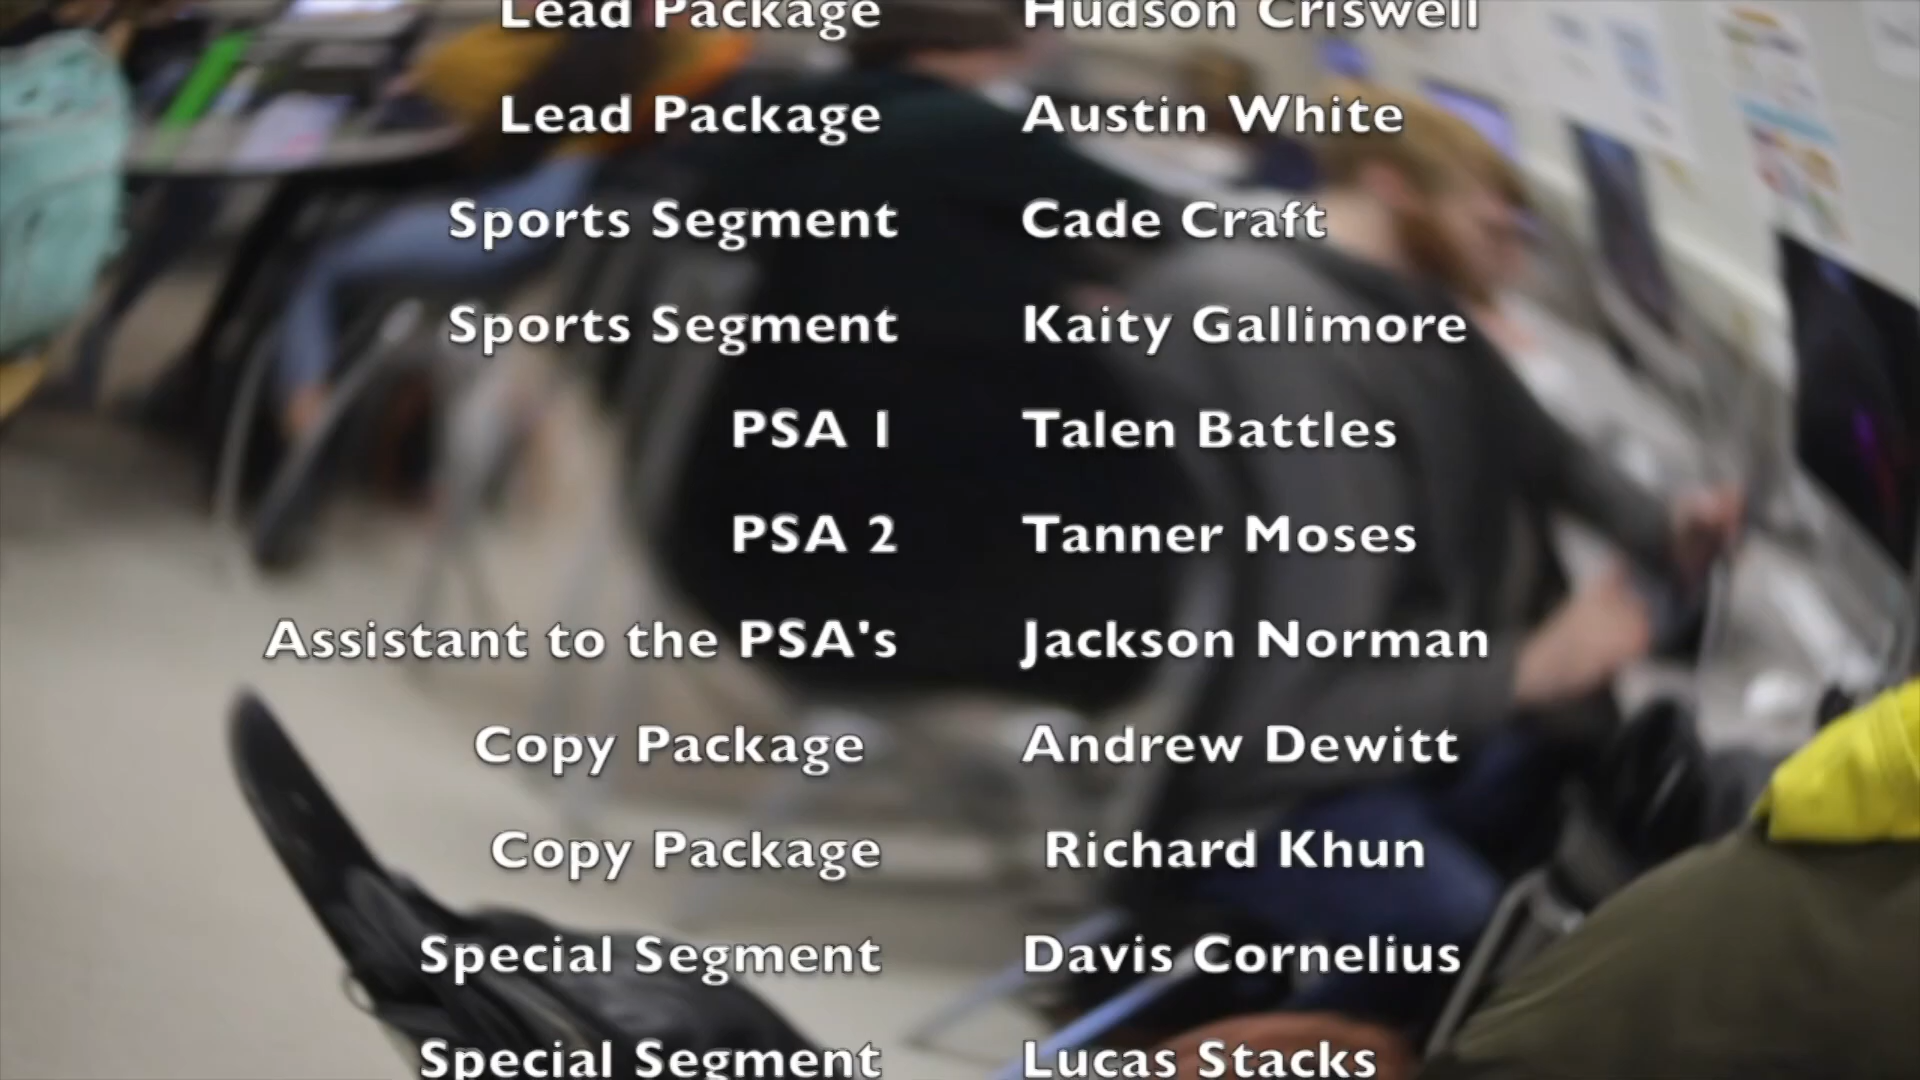 Lead Package Hudson Criswell
Lead Package Austin White
Sports Segment Cade Craft
Sports Segment Kaity Gallimore
PSA 1 Talen Battles
PSA 2 Tanner Moses
Assistant to the PSA's Jackson Norman
Copy Package Andrew Dewitt
Copy Package Richard Khun
Special Segment Davis Cornelius
Special Segment Lucas Stacks